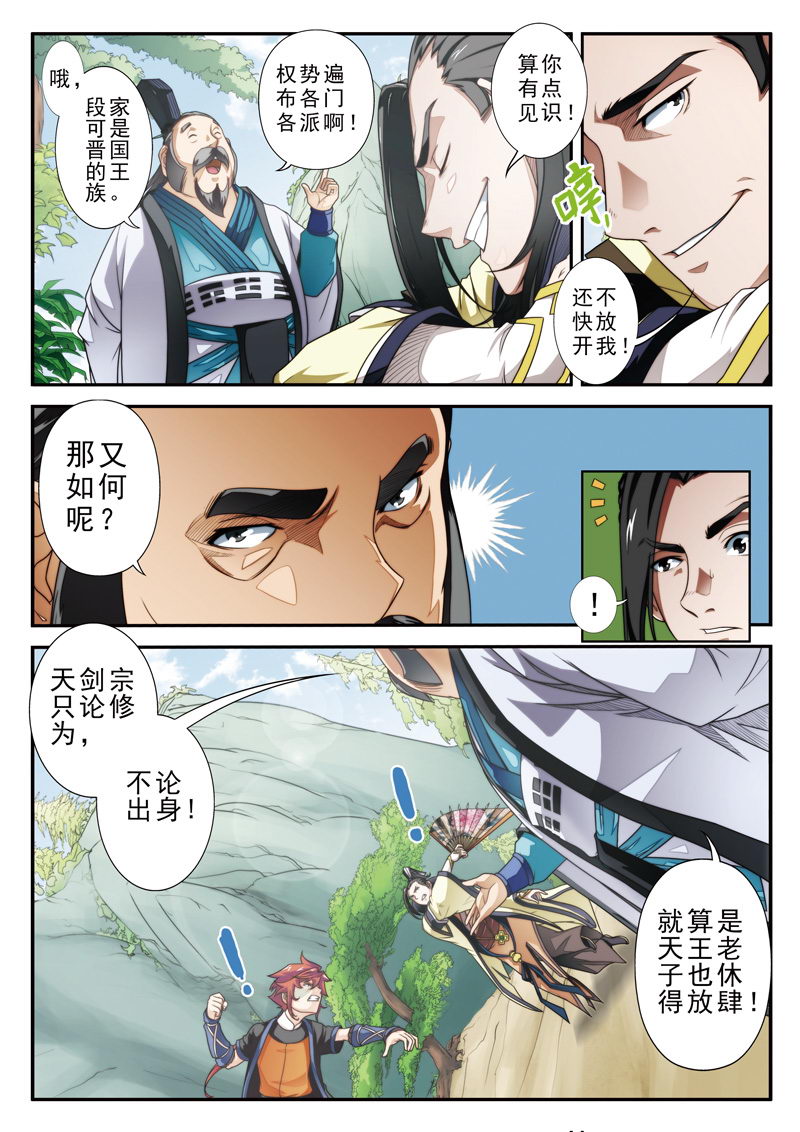 哦，
段家
可是
晋国
的王
族。
权势
遍布
各门
各派
啊！
算你
有点
见识！
哼，
还不
快放
开我！
那又
如何
呢？
！
天剑宗
只论修
为，
不论
出身！
！
！
就算是
天王老
子也休
得放肆！